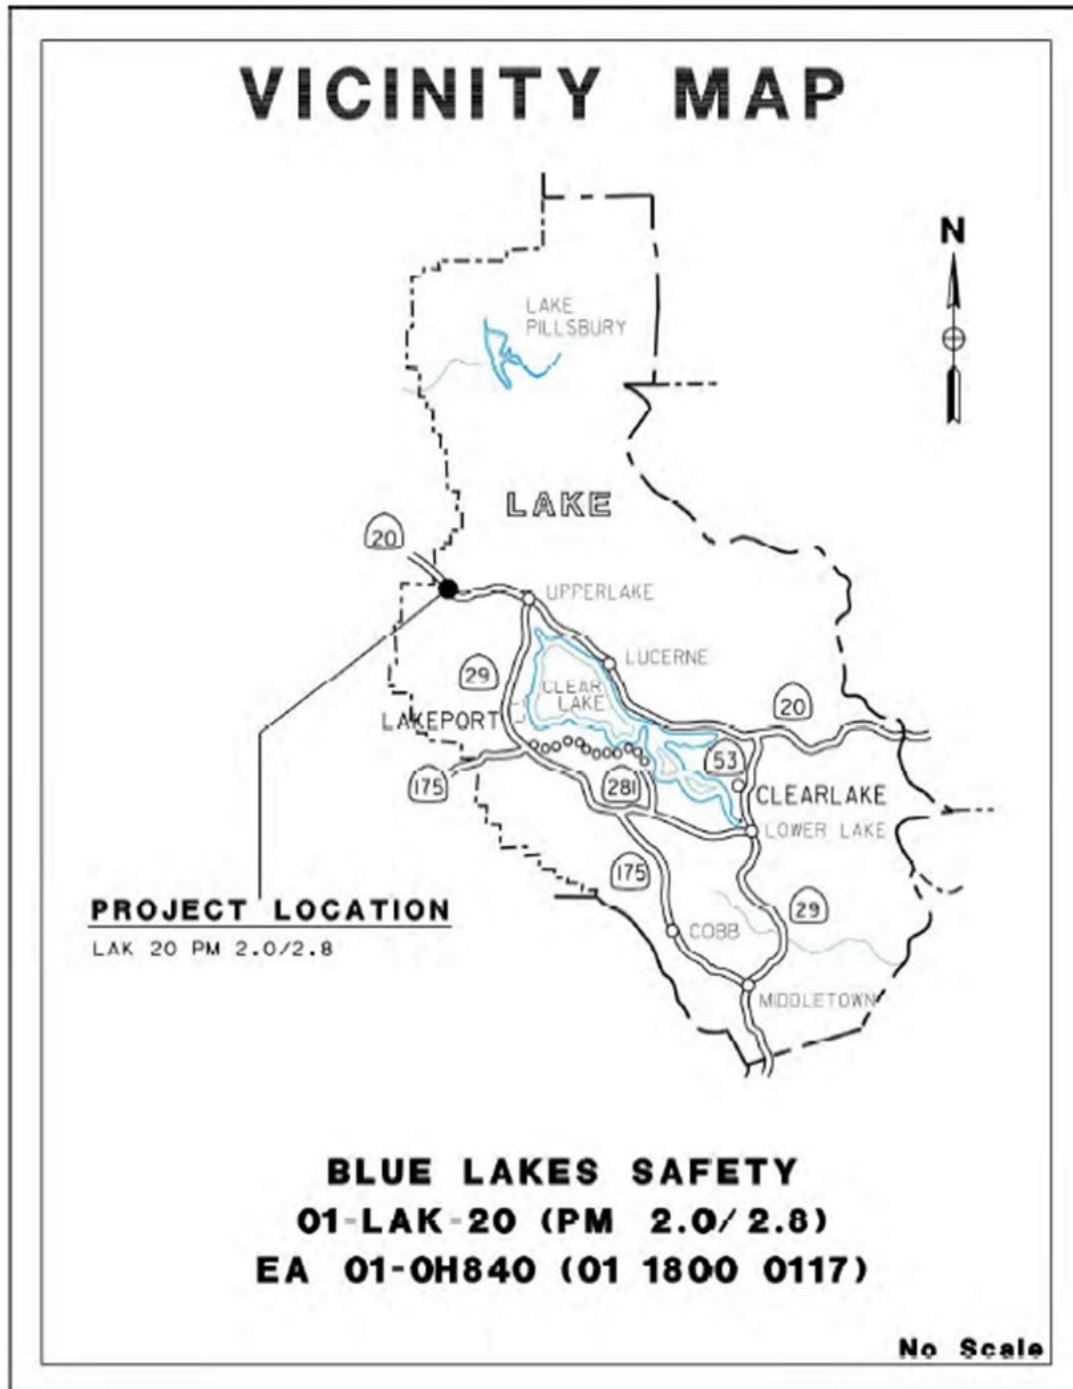 VICINITY MAP
N
LAKE
PILLSBURY
LAKE
20
UPPERLAKE
LUCERNE
29
CLEAR
LAKE
20
LAKEPORT
53
175
281
CLEARLAKE
LOWER LAKE
175
29
PROJECT LOCATION
COBB
LAK 20 PM 2.0/2.8
MIDDLETOWN
BLUE LAKES SAFETY
01-LAK-20 (PM 2.0/2.8)
EA 01-0H840 (01 1800 0117)
No Scale